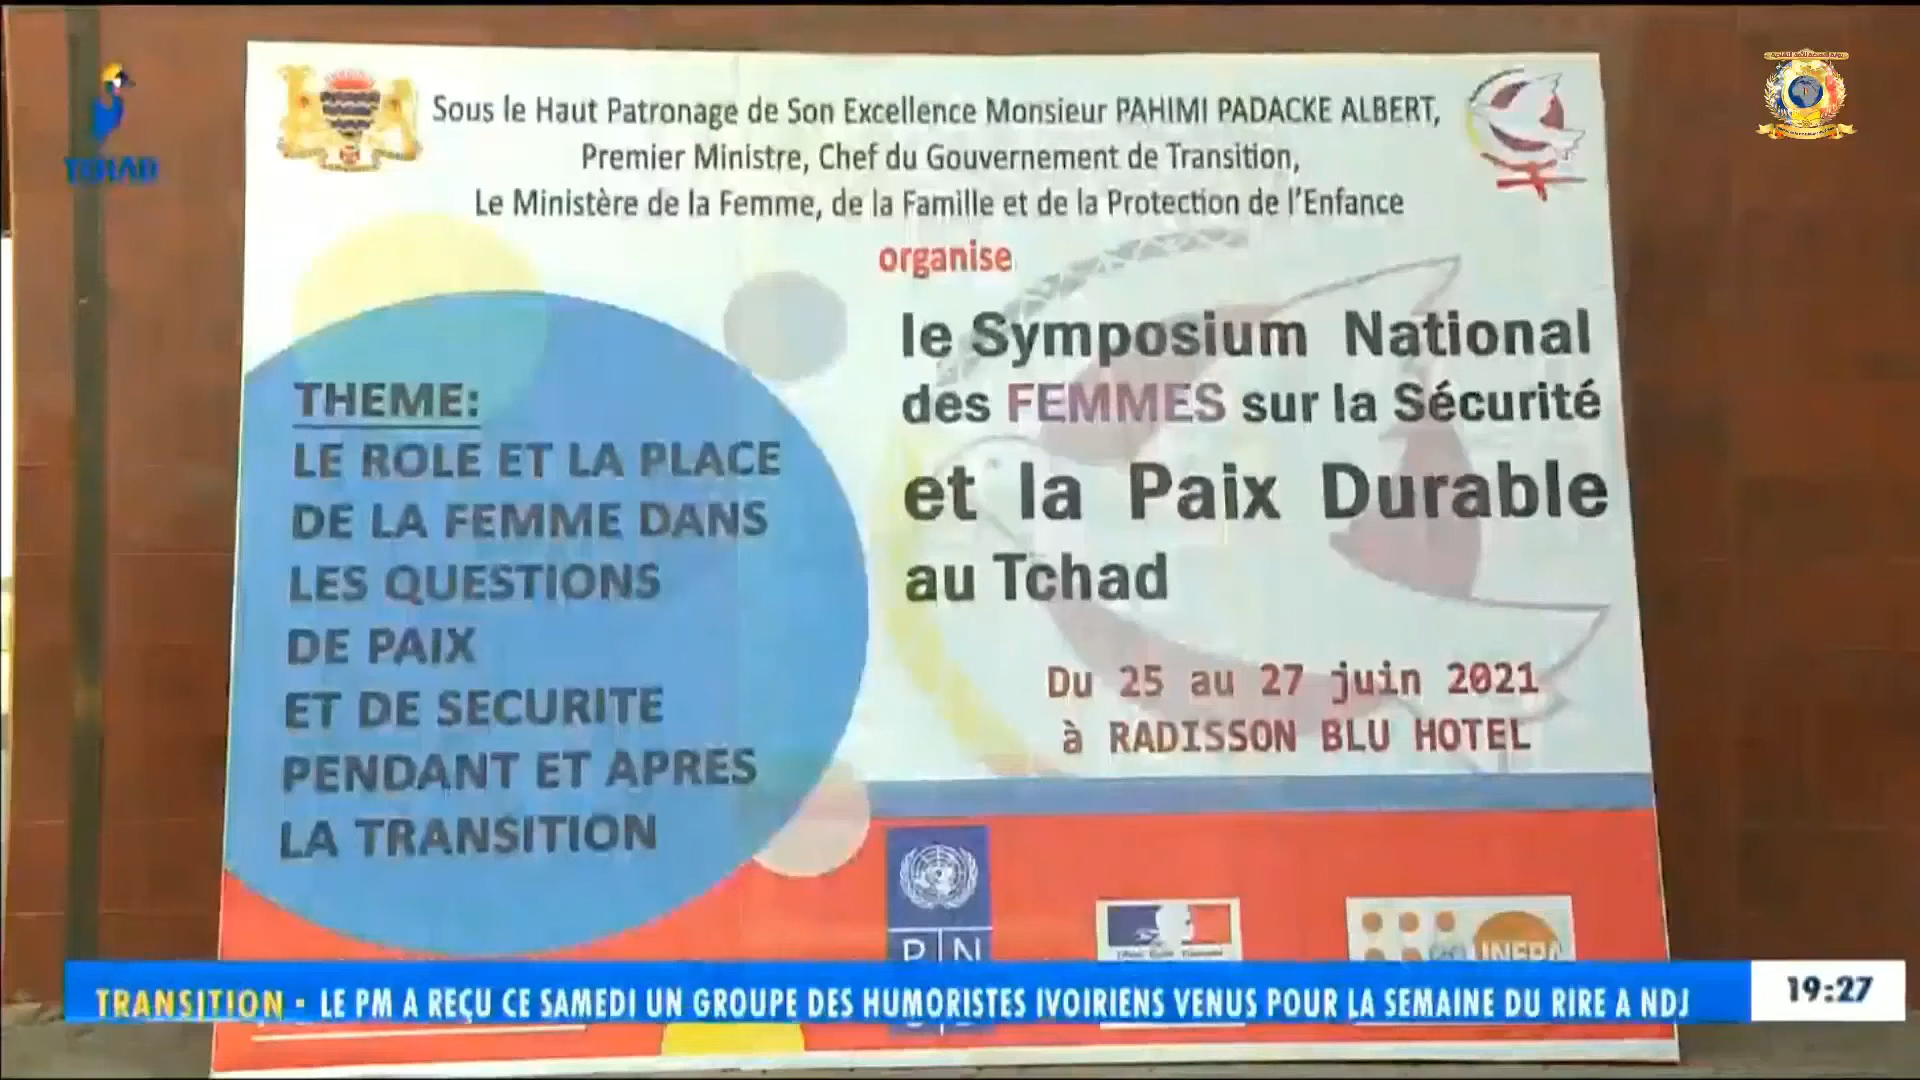 TCHAD
Sous le Haut Patronage de Son Excellence Monsieur PAHIMI PADACKE ALBERT,
Premier Ministre, Chef du Gouvernement de Transition,
Le Ministère de la Femme, de la Famille et de la Protection de l'Enfance
organise
le Symposium National
des FEMMES sur la Sécurité
et la Paix Durable
au Tchad
Du 25 au 27 juin 2021
à RADISSON BLU HOTEL
THEME:
LE ROLE ET LA PLACE
DE LA FEMME DANS
LES QUESTIONS
DE PAIX
ET DE SECURITE
PENDANT ET APRES
LA TRANSITION
P N
UNFPA
TRANSITION - LE PM A REÇU CE SAMEDI UN GROUPE DES HUMORISTES IVOIRIENS VENUS POUR LA SEMAINE DU RIRE A NDJ
19:27